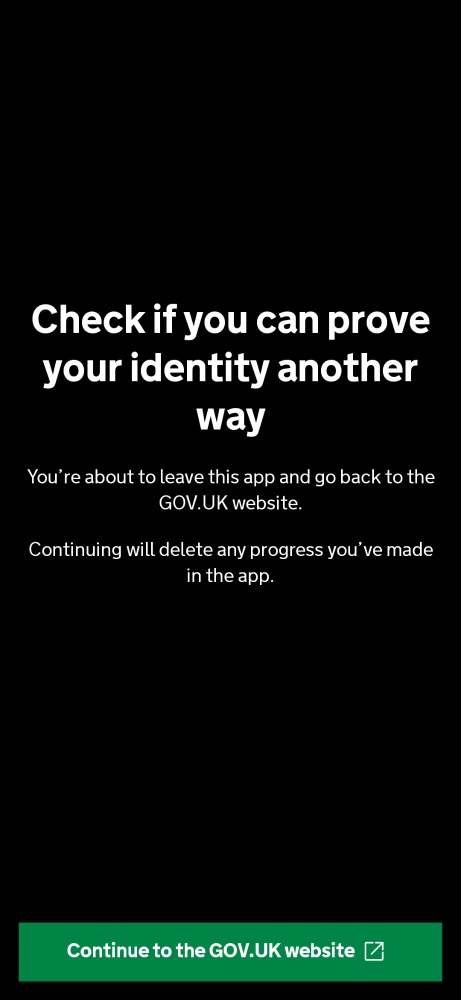 Check if you can prove
your identity another
way
You’re about to leave this app and go back to the
GOV.UK website.
Continuing will delete any progress you’ve made
in the app.
Continue to the GOV.UK website